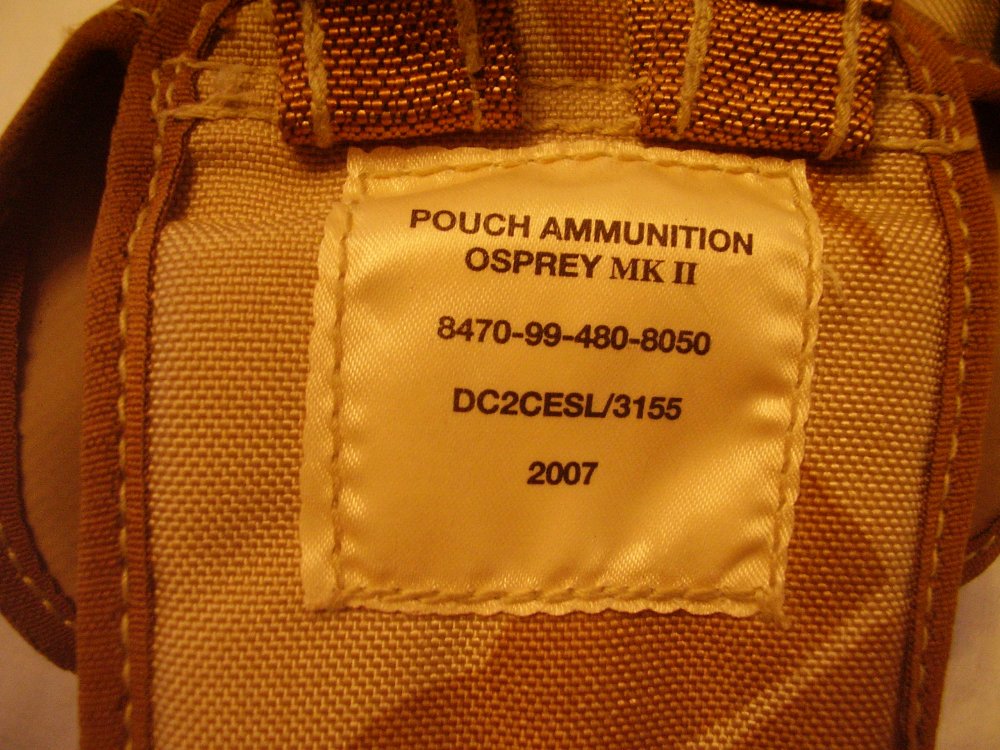 POUCH AMMUNITION
OSPREY MK II
8470-99-480-8050
DC2CESL/3155
2007